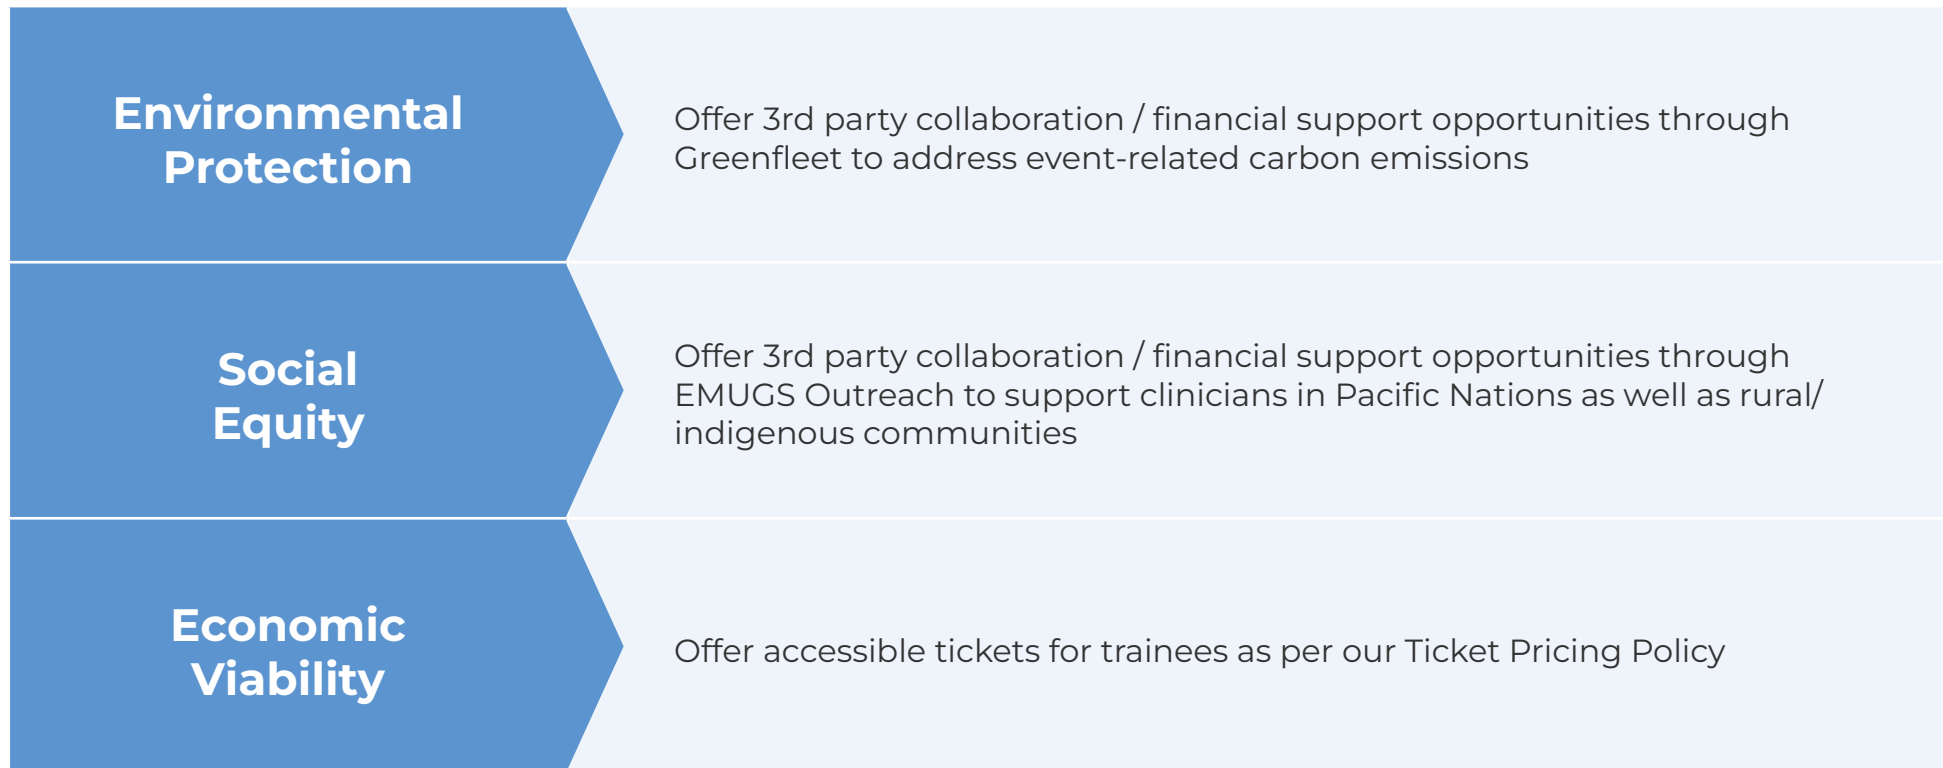 Environmental
Protection
Offer 3rd party collaboration / financial support opportunities through
Greenfleet to address event-related carbon emissions
Social
Equity
Offer 3rd party collaboration / financial support opportunities through
EMUGS Outreach to support clinicians in Pacific Nations as well as rural/
indigenous communities
Economic
Viability
Offer accessible tickets for trainees as per our Ticket Pricing Policy